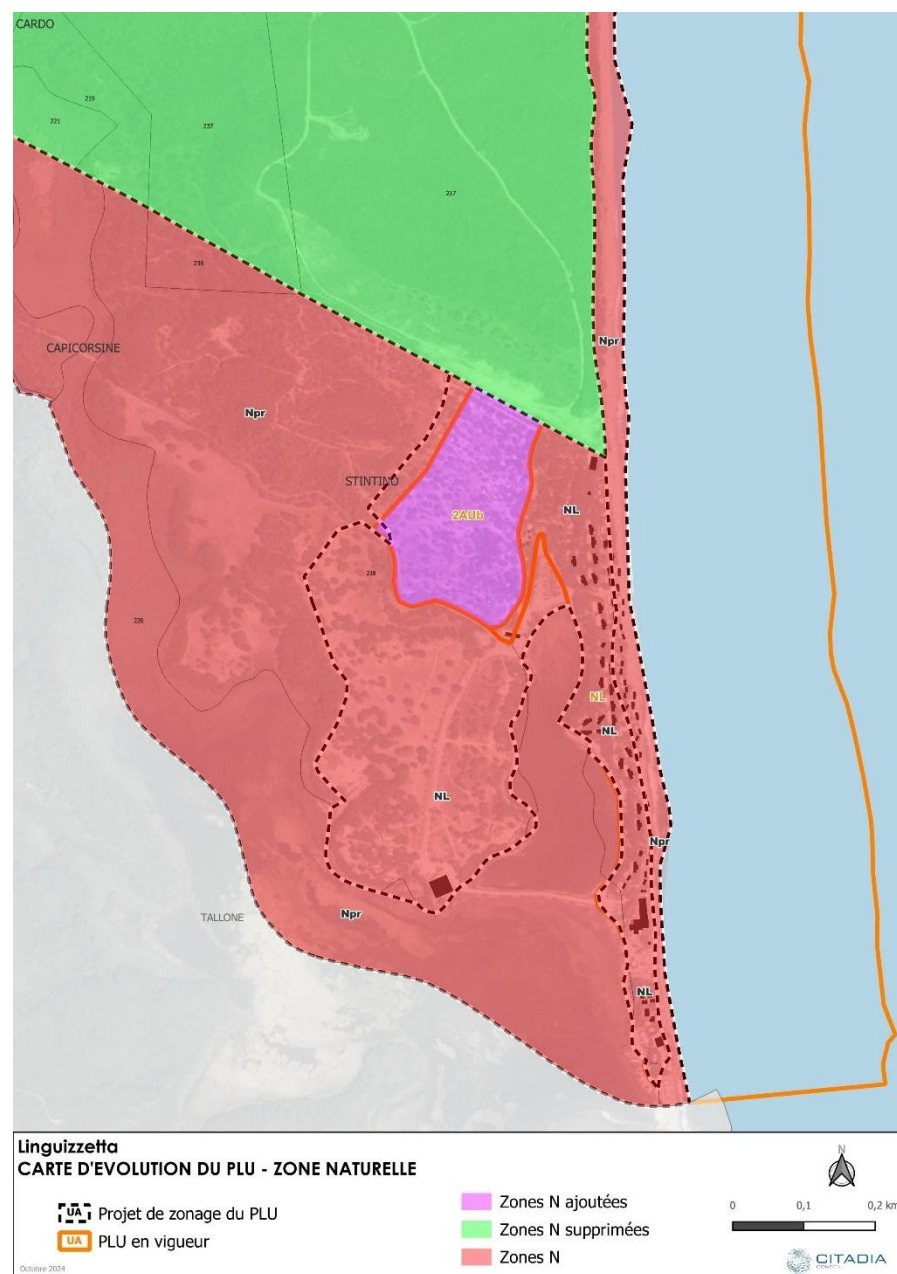 CARDO
219
221
237
217
238
Npr
CAPICORSINE
Npr
STINTINO
NL
2AUb
218
226
NL
NL
NL
Npr
Npr
TALLONE
NL
Linguizzetta
CARTE D'EVOLUTION DU PLU - ZONE NATURELLE
N
UA Projet de zonage du PLU
UA PLU en vigueur
Zones N ajoutées
Zones N supprimées
Zones N
0 0,1 0,2 km
Octobre 2024
CITADIA
CONSEIL